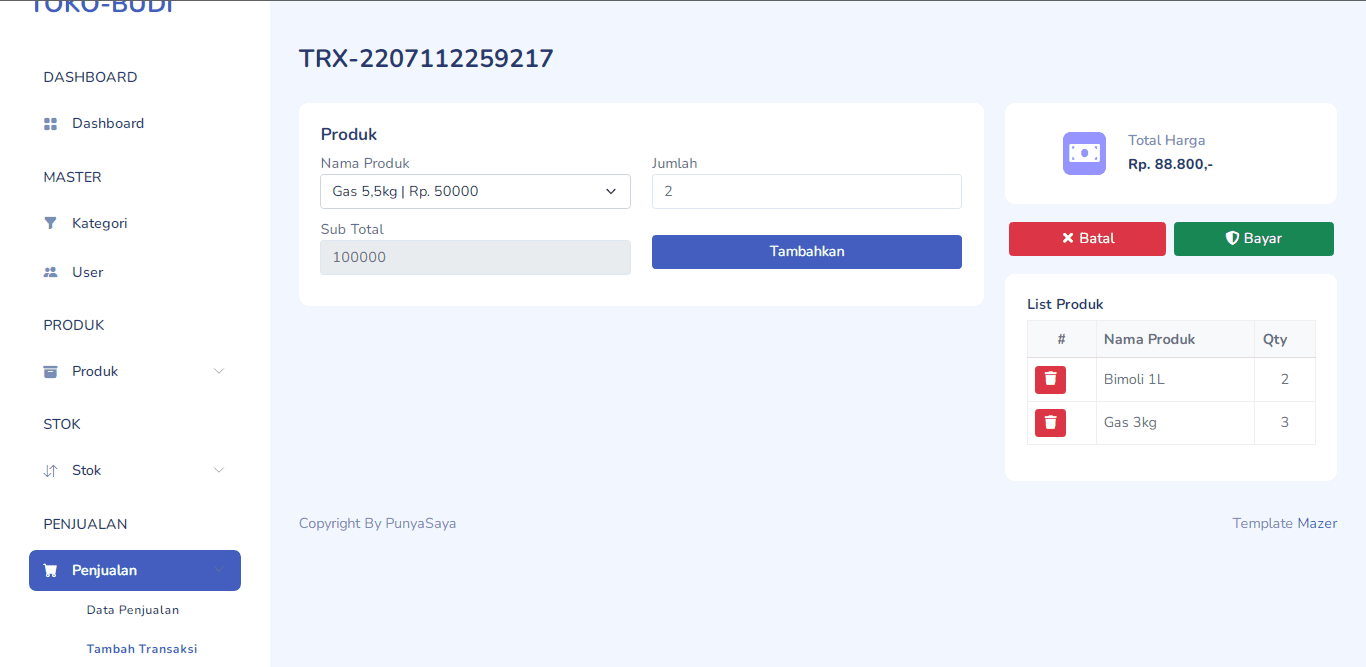 TOKO-BUDI
DASHBOARD
Dashboard
MASTER
Kategori
User
PRODUK
Produk
STOK
Stok
PENJUALAN
Penjualan
Data Penjualan
Tambah Transaksi
TRX-2207112259217
Produk
Nama Produk
Gas 5,5kg | Rp. 50000
Jumlah
2
Sub Total
100000
Tambahkan
Total Harga
Rp. 88.800,-
Batal
Bayar
List Produk
# Nama Produk Qty
Bimoli 1L 2
Gas 3kg 3
Copyright By PunyaSaya
Template Mazer